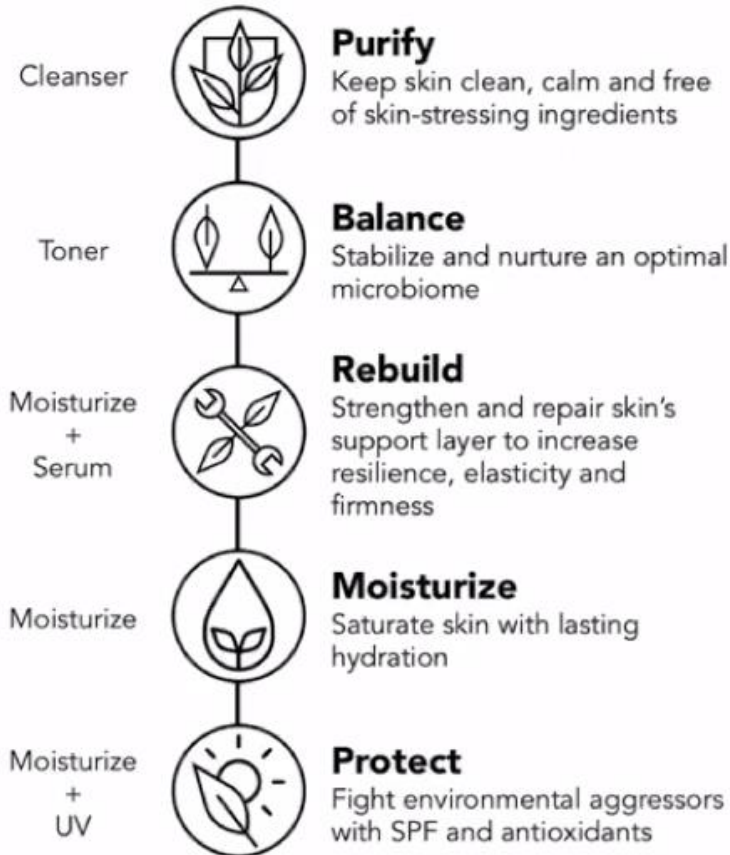 Cleanser
Purify
Keep skin clean, calm and free
of skin-stressing ingredients
Toner
Balance
Stabilize and nurture an optimal
microbiome
Moisturize
+
Serum
Rebuild
Strengthen and repair skin's
support layer to increase
resilience, elasticity and
firmness
Moisturize
Moisturize
Saturate skin with lasting
hydration
Moisturize
+
UV
Protect
Fight environmental aggressors
with SPF and antioxidants